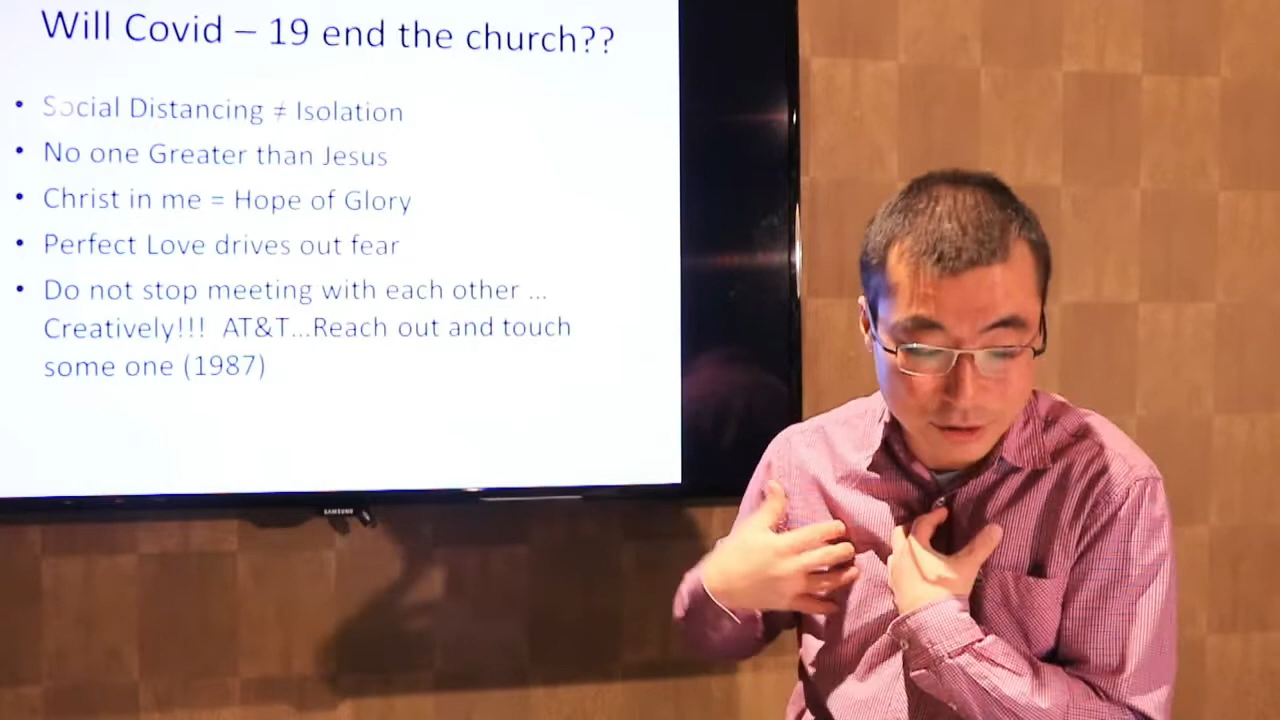 Will Covid – 19 end the church??
• Social Distancing ≠ Isolation
• No one Greater than Jesus
• Christ in me = Hope of Glory
• Perfect Love drives out fear
• Do not stop meeting with each other ...
Creatively!!! AT&T...Reach out and touch
some one (1987)
SAMSUNG